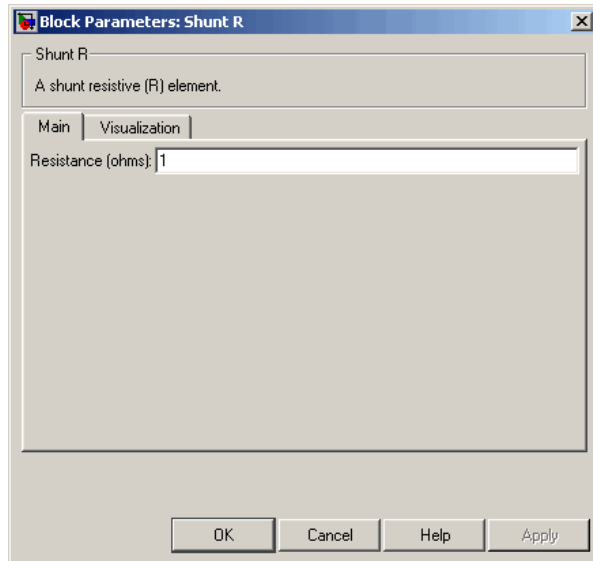 Block Parameters: Shunt R
Shunt R
A shunt resistive (R) element.
Main Visualization
Resistance (ohms): 1
OK Cancel Help Apply